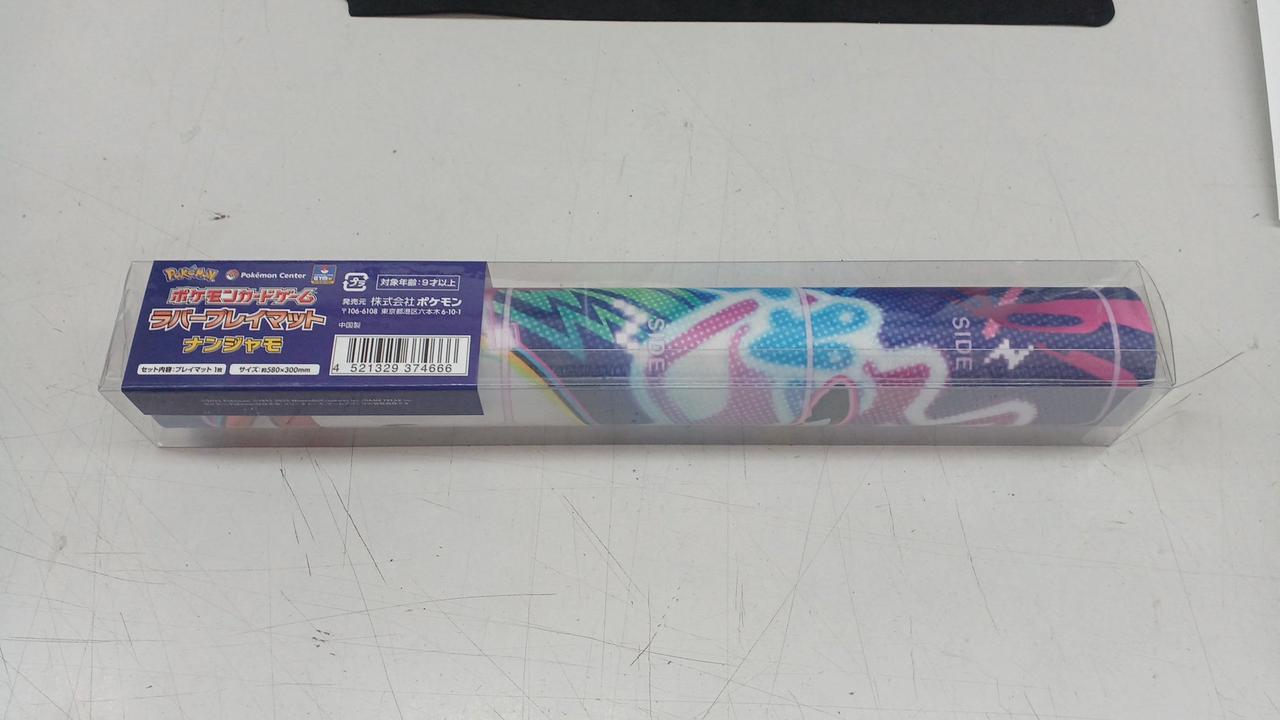 Pokémon
Pokémon Center
ポケモンカードゲーム
ラバープレイマット
ナンジャモ
セット内容:プレイマット1枚
サイズ:約580×300mm
プラ
対象年齢:9才以上
発売元 株式会社ポケモン
〒106-6108 東京都港区六本木6-10-1
中国製
4 521329 374666
SIDE
SIDE